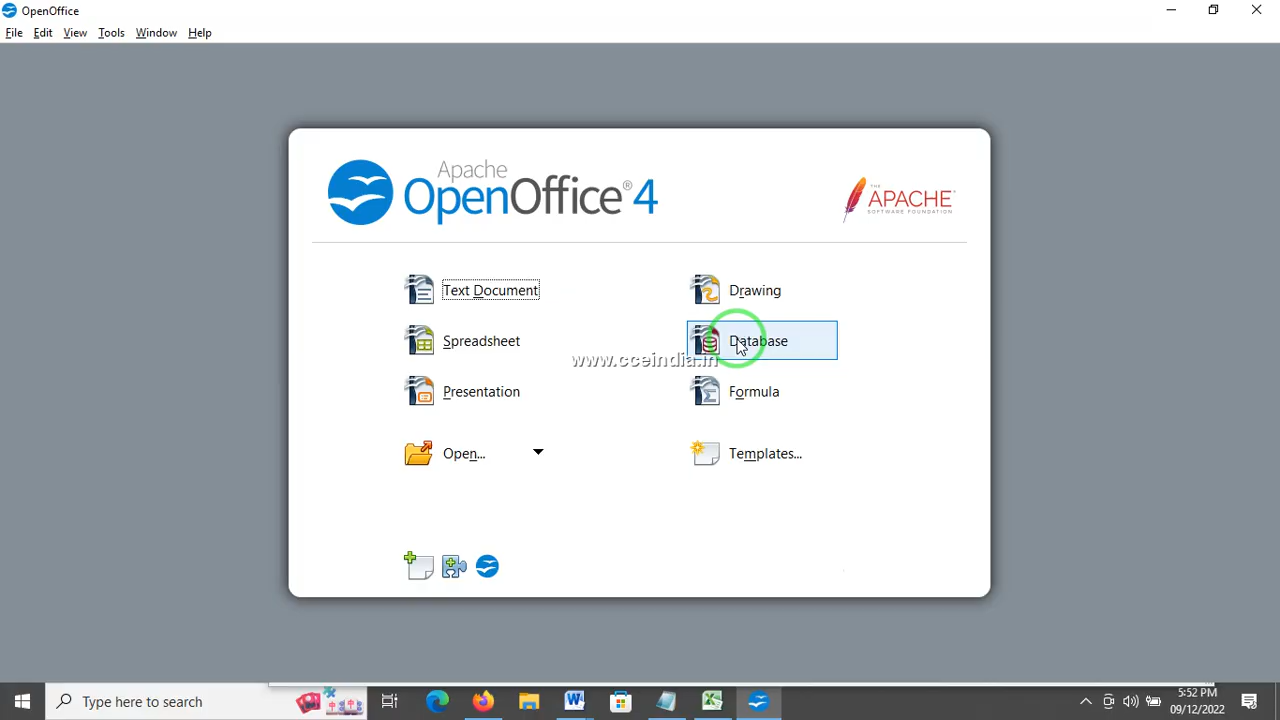 OpenOffice
File Edit View Tools Window Help
Apache
OpenOffice® 4
THE
APACHE
SOFTWARE FOUNDATION
Text Document
Drawing
Spreadsheet
Database
www.cceindia.in
Presentation
Formula
Open...
Templates...
Type here to search
5:52 PM
09/12/2022